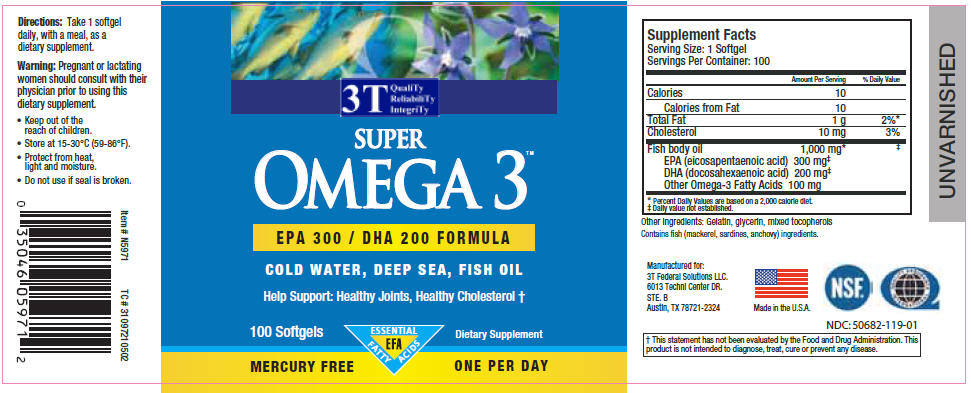 Directions: Take 1 softgel
daily, with a meal, as a
dietary supplement.
Warning: Pregnant or lactating
women should consult with their
physician prior to using this
dietary supplement.
• Keep out of the
reach of children.
• Store at 15-30°C (59-86°F).
• Protect from heat,
light and moisture.
• Do not use if seal is broken.
0 35046 05971 2
Item # N5971
TC # 31097210502
3T
QualiTy
ReliabiliTy
IntegriTy
SUPER
OMEGA 3™
EPA 300 / DHA 200 FORMULA
COLD WATER, DEEP SEA, FISH OIL
Help Support: Healthy Joints, Healthy Cholesterol †
100 Softgels
ESSENTIAL
EFA
FATTY ACIDS
Dietary Supplement
MERCURY FREE
ONE PER DAY
Supplement Facts
Serving Size: 1 Softgel
Servings Per Container: 100
Amount Per Serving % Daily Value
Calories 10
Calories from Fat 10
Total Fat 1 g 2%*
Cholesterol 10 mg 3%
Fish body oil 1,000 mg* ‡
EPA (eicosapentaenoic acid) 300 mg‡
DHA (docosahexaenoic acid) 200 mg‡
Other Omega-3 Fatty Acids 100 mg
* Percent Daily Values are based on a 2,000 calorie diet.
‡ Daily value not established.
Other Ingredients: Gelatin, glycerin, mixed tocopherols
Contains fish (mackerel, sardines, anchovy) ingredients.
Manufactured for:
3T Federal Solutions LLC.
6013 Techni Center DR.
STE. B
Austin, TX 78721-2324
Made in the U.S.A.
NSF.
NDC: 50682-119-01
† This statement has not been evaluated by the Food and Drug Administration. This
product is not intended to diagnose, treat, cure or prevent any disease.
UNVARNISHED